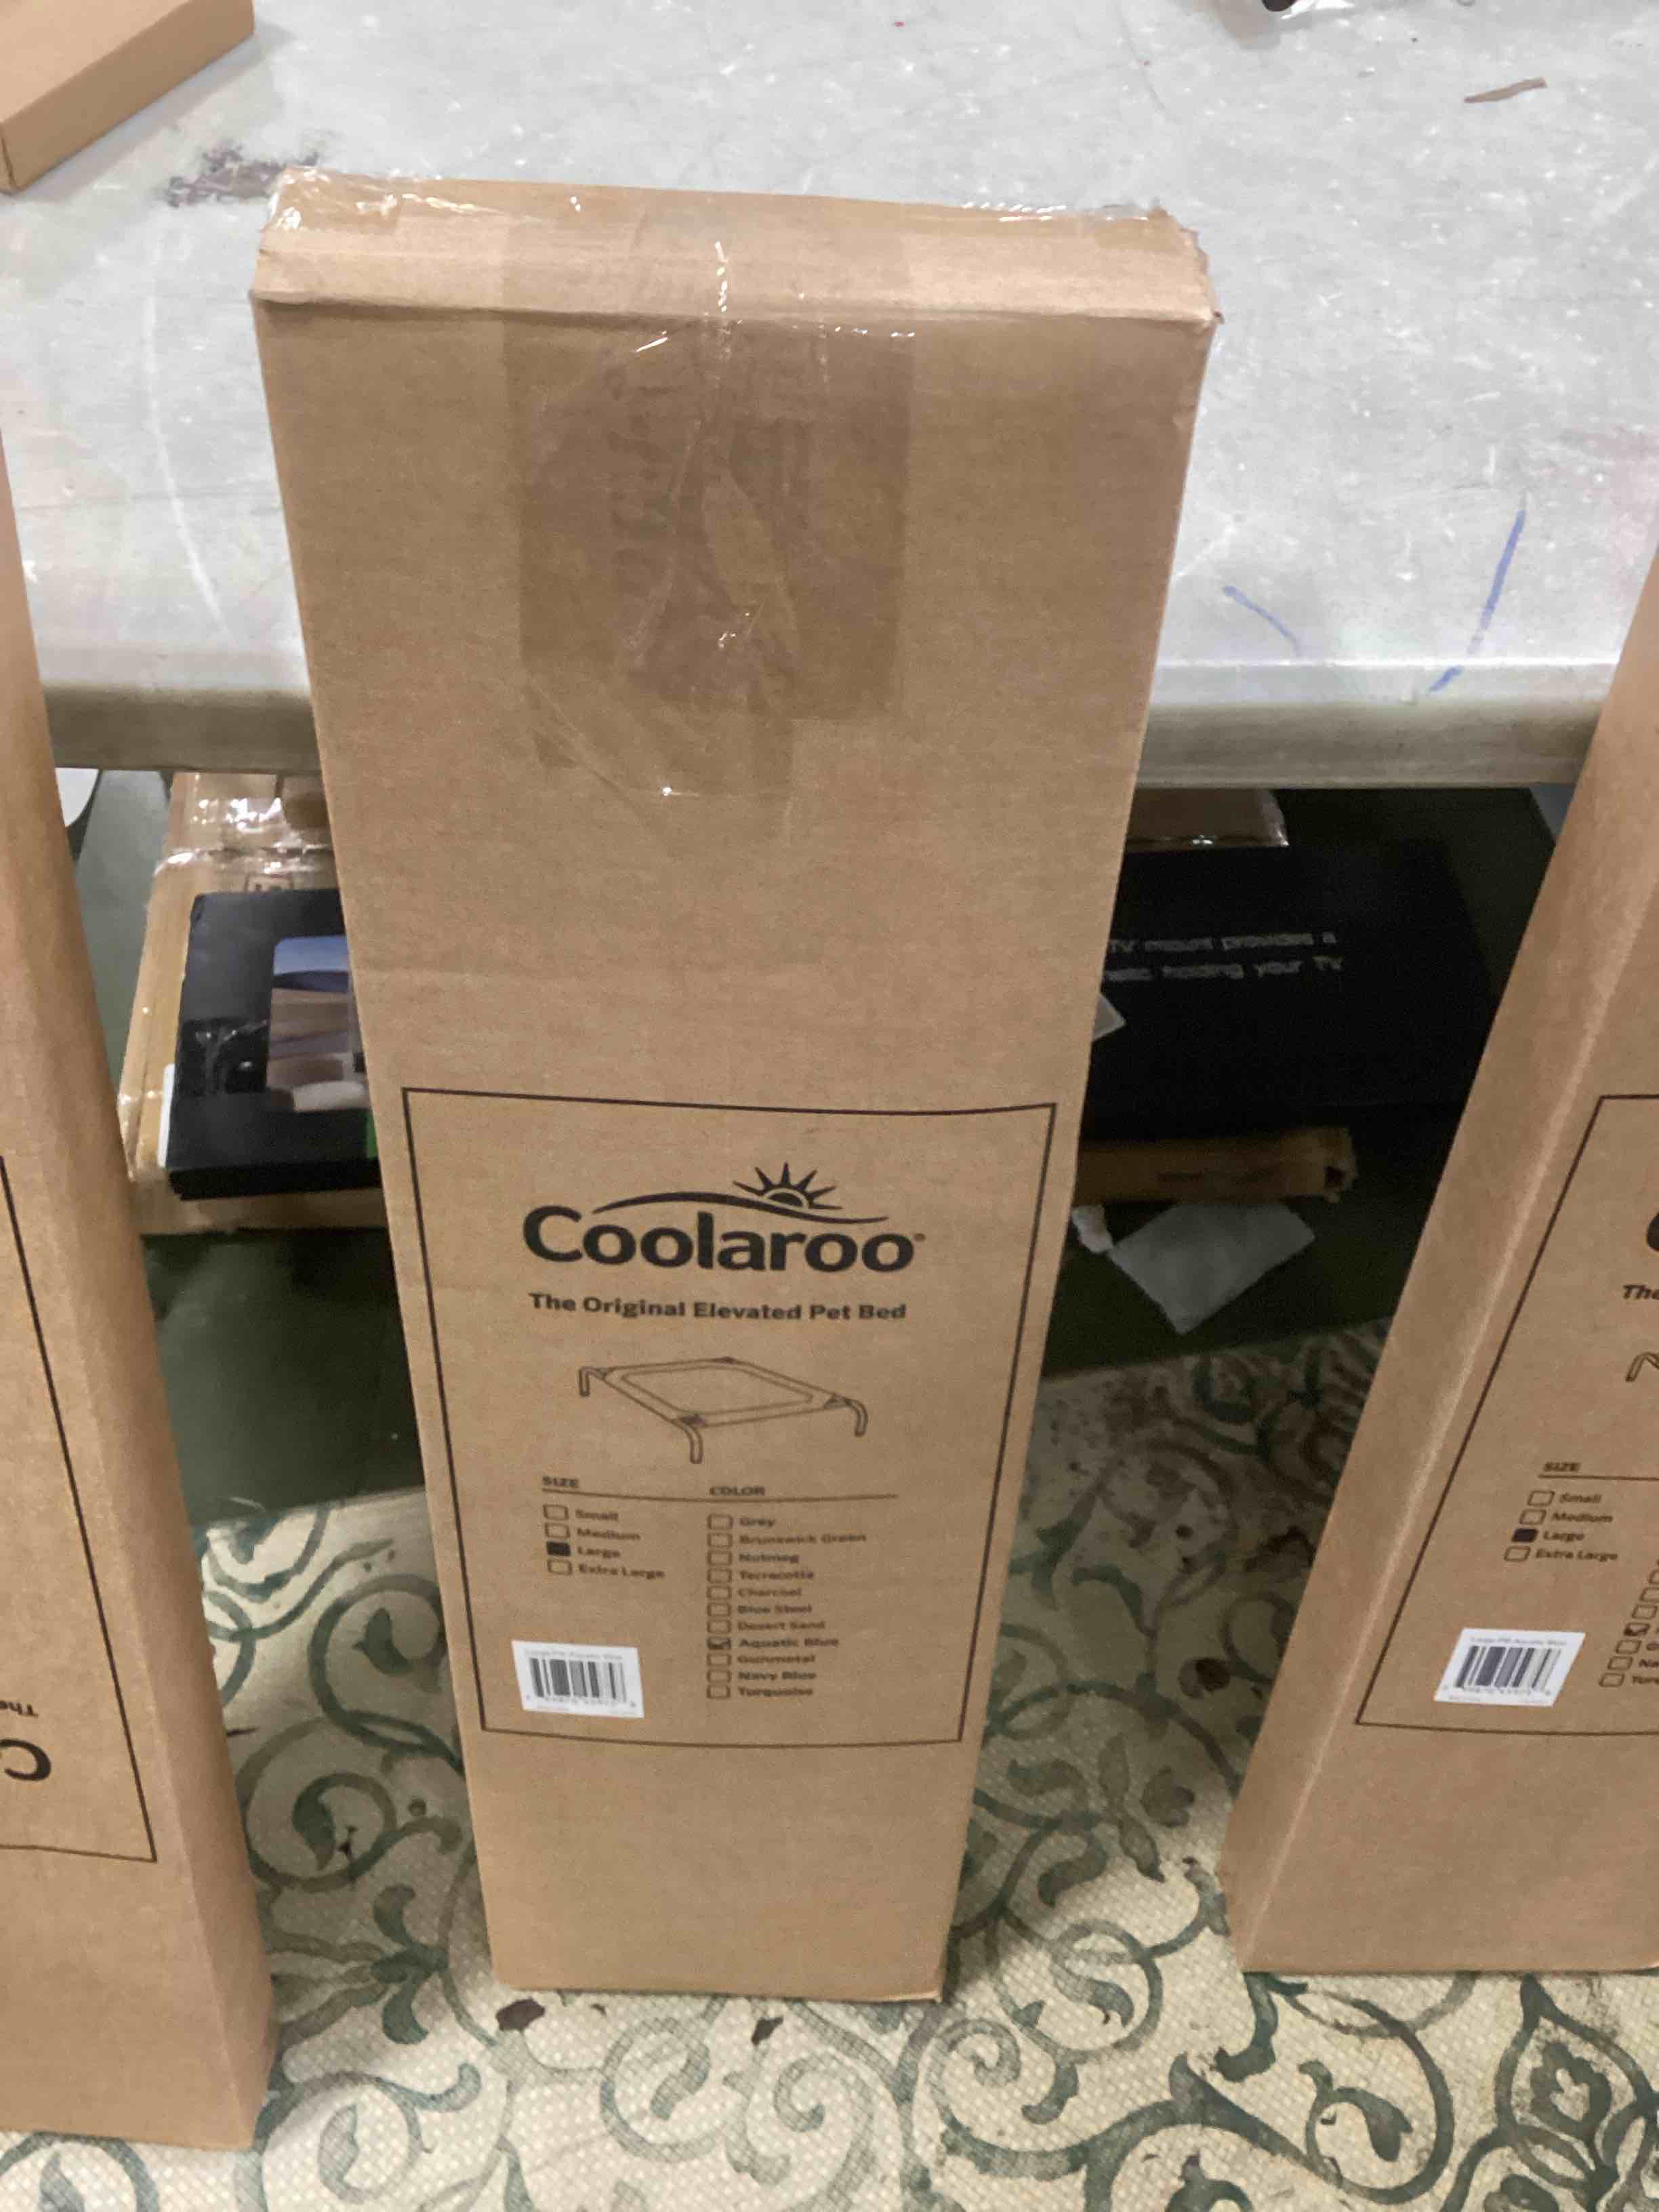 TV mount provides a
holding your TV
Coolaroo®
The Original Elevated Pet Bed
SIZE
Small
Medium
Large
Extra Large
COLOR
Grey
Brunswick Green
Nutmeg
Terracotta
Charcoal
Blue Steel
Desert Sand
Aquatic Blue
Gunmetal
Navy Blue
Turquoise
The
SIZE
Small
Medium
Large
Extra Large
The
C